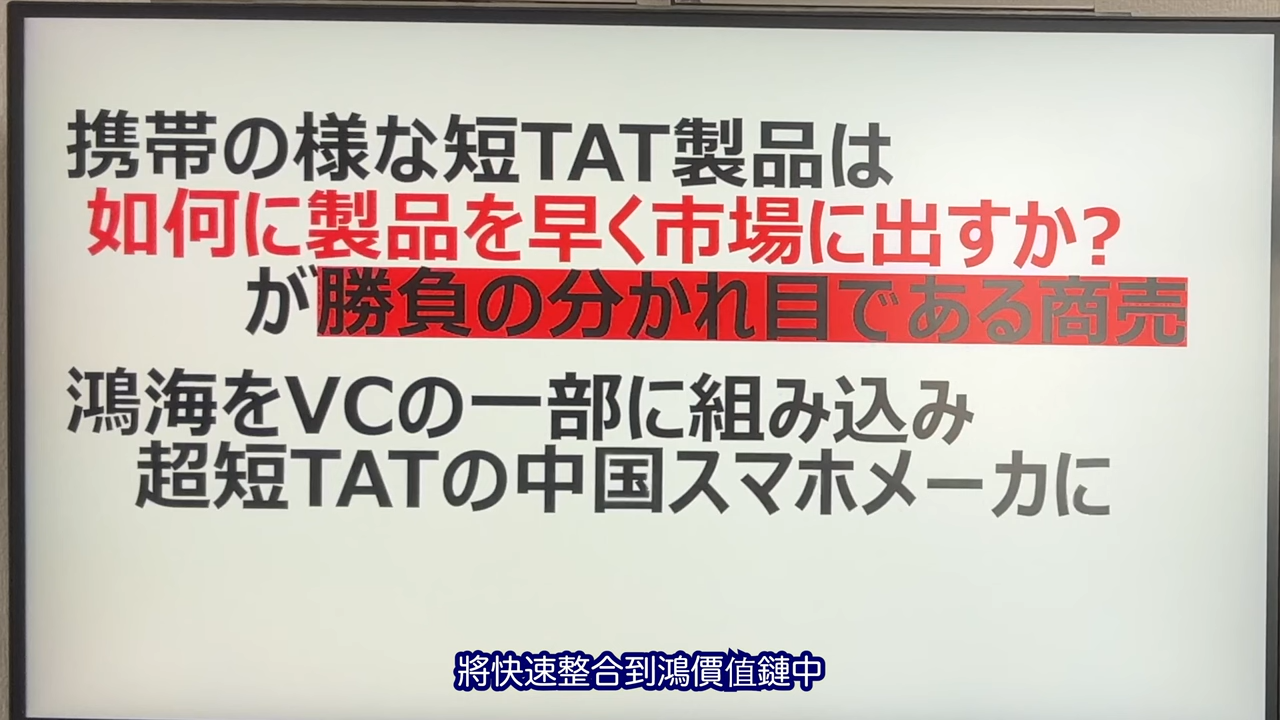 携帯の様な短TAT製品は
如何に製品を早く市場に出すか?
が勝負の分かれ目である商売
鴻海をVCの一部に組み込み
超短TATの中国スマホメーカに
將快速整合到鴻價值鏈中